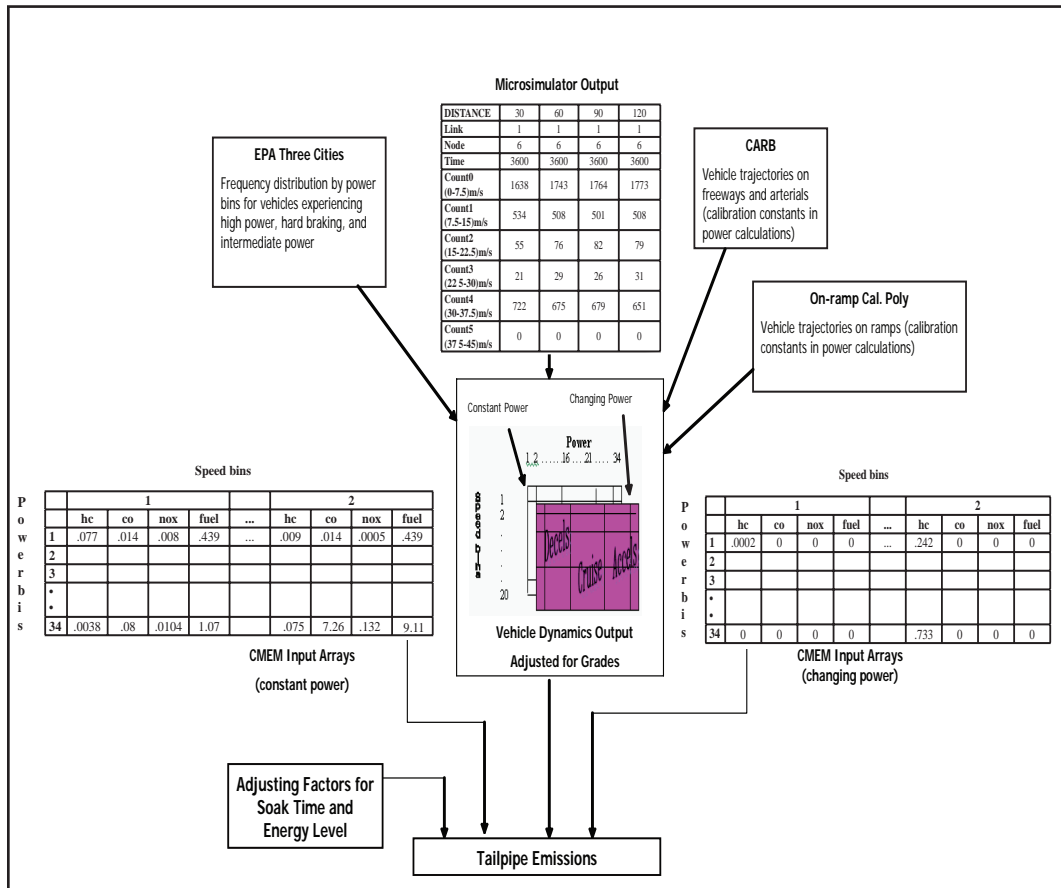 Microsimulator Output
DISTANCE 30 60 90 120
Link 1 1 1 1
Node 6 6 6 6
Time 3600 3600 3600 3600
Count0
(0-7.5)m/s 1638 1743 1764 1773
Count1
(7.5-15)m/s 534 508 501 508
Count2
(15-22.5)m/s 55 76 82 79
Count3
(22 5-30)m/s 21 29 26 31
Count4
(30-37.5)m/s 722 675 679 651
Count5
(37 5-45)m/s 0 0 0 0
EPA Three Cities
Frequency distribution by power
bins for vehicles experiencing
high power, hard braking, and
intermediate power
CARB
Vehicle trajectories on
freeways and arterials
(calibration constants in
power calculations)
On-ramp Cal. Poly
Vehicle trajectories on ramps (calibration
constants in power calculations)
Constant Power
Changing Power
Power
1 2 ......16 ...21 .... 34
Speed bins
1
2
.
.
.
.
20
Decels
Cruise
Accels
Vehicle Dynamics Output
Adjusted for Grades
Speed bins
Power bis
1 ... 2
hc co nox fuel ... hc co nox fuel
1 .077 .014 .008 .439 ... .009 .014 .0005 .439
2
3
•
•
34 .0038 .08 .0104 1.07 .075 7.26 .132 9.11
CMEM Input Arrays
(constant power)
Speed bins
Power bis
1 2
hc co nox fuel ... hc co nox fuel
1 .0002 0 0 0 ... .242 0 0 0
2
3
•
•
34 0 0 0 0 .733 0 0 0
CMEM Input Arrays
(changing power)
Adjusting Factors for
Soak Time and
Energy Level
Tailpipe Emissions